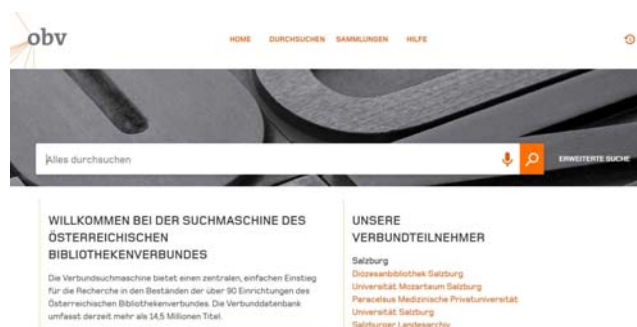 obv
HOME DURCHSUCHEN SAMMLUNGEN HILFE
Alles durchsuchen
ERWEITERTE SUCHE
WILLKOMMEN BEI DER SUCHMASCHINE DES
ÖSTERREICHISCHEN
BIBLIOTHEKENVERBUNDES
Die Verbundsuchmaschine bietet einen zentralen, einfachen Einstieg
für die Recherche in den Beständen der über 90 Einrichtungen des
Österreichischen Bibliothekenverbundes. Die Verbunddatenbank
umfasst derzeit mehr als 14,5 Millionen Titel.
UNSERE
VERBUNDTEILNEHMER
Salzburg
Diözesanbibliothek Salzburg
Universität Mozarteum Salzburg
Paracelsus Medizinische Privatuniversität
Universität Salzburg
Salzburger Landesarchiv